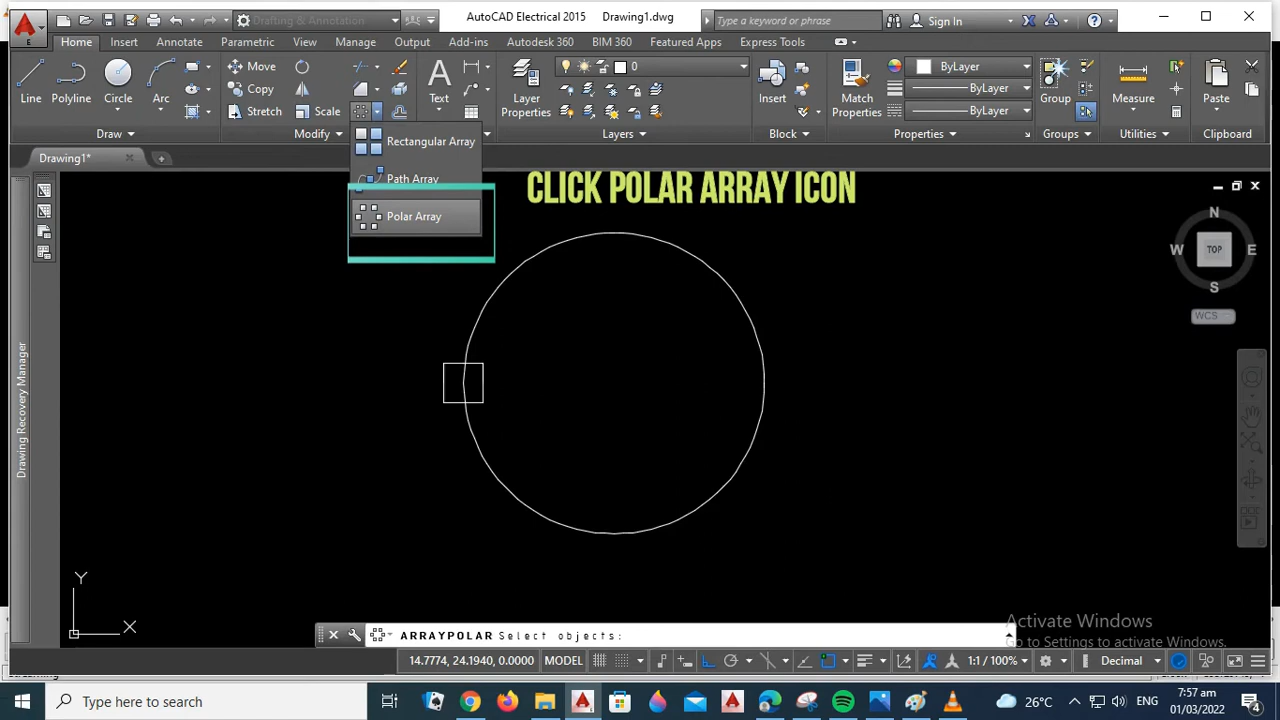 Drafting & Annotation
AutoCAD Electrical 2015 Drawing1.dwg
Type a keyword or phrase
Sign In
E
Home Insert Annotate Parametric View Manage Output Add-ins Autodesk 360 BIM 360 Featured Apps Express Tools
Line Polyline Circle Arc
Move
Copy
Stretch Scale
Text
Layer
Properties
0
Insert
Match
Properties
ByLayer
ByLayer
ByLayer
Group
Measure
Paste
Draw Modify Layers Block Properties Groups Utilities Clipboard
Drawing1*
Rectangular Array
Path Array
Polar Array
CLICK POLAR ARRAY ICON
N
W TOP E
S
WCS
Drawing Recovery Manager
Y
X
ARRAYPOLAR Select objects:
Activate Windows
Go to Settings to activate Windows.
14.7774, 24.1940, 0.0000 MODEL 1:1 / 100% Decimal
Type here to search
26°C ENG 7:57 am
01/03/2022
4